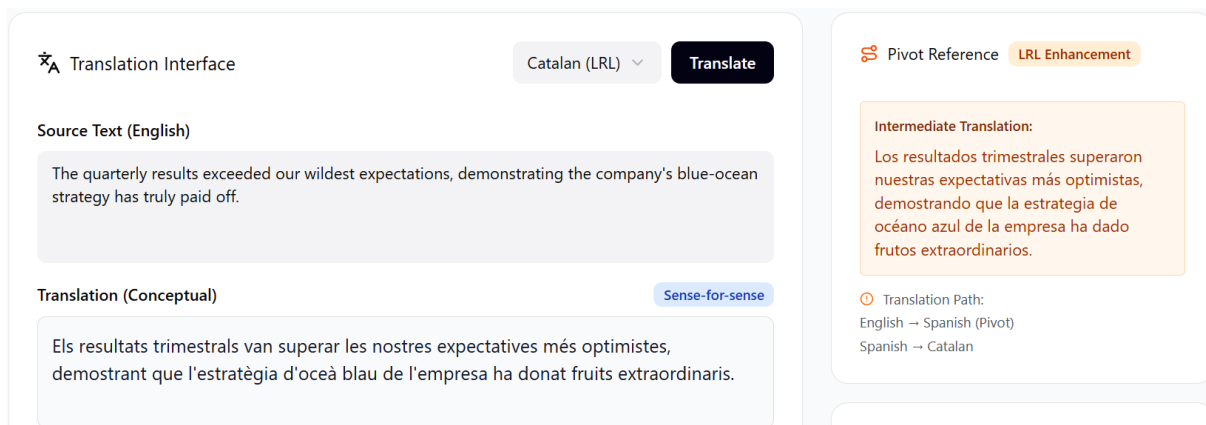 Translation Interface
Catalan (LRL)
Translate
Source Text (English)
The quarterly results exceeded our wildest expectations, demonstrating the company's blue-ocean
strategy has truly paid off.
Translation (Conceptual)
Sense-for-sense
Els resultats trimestrals van superar les nostres expectatives més optimistes,
demostrant que l'estratègia d'oceà blau de l'empresa ha donat fruits extraordinaris.
Pivot Reference
LRL Enhancement
Intermediate Translation:
Los resultados trimestrales superaron
nuestras expectativas más optimistas,
demostrando que la estrategia de
océano azul de la empresa ha dado
frutos extraordinarios.
Translation Path:
English → Spanish (Pivot)
Spanish → Catalan